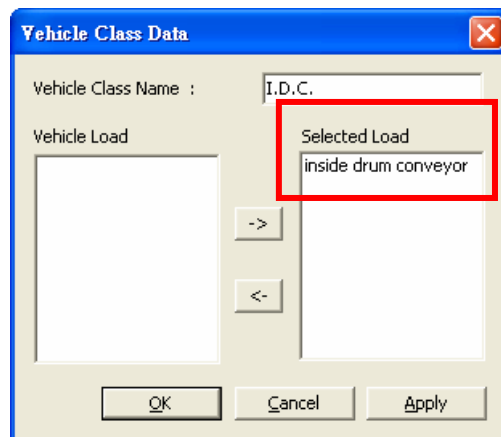 Vehicle Class Data
Vehicle Class Name : I.D.C.
Vehicle Load
Selected Load
inside drum conveyor
->
<-
OK
Cancel
Apply